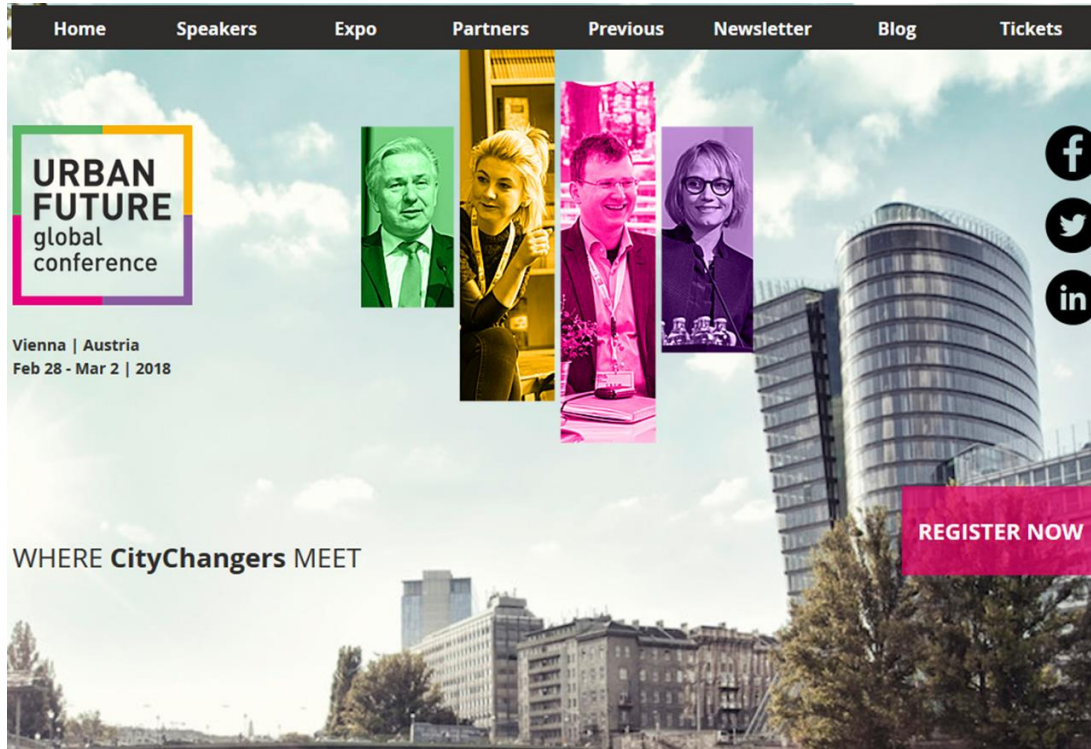 Home Speakers Expo Partners Previous Newsletter Blog Tickets
URBAN
FUTURE
global
conference
Vienna | Austria
Feb 28 - Mar 2 | 2018
REGISTER NOW
WHERE CityChangers MEET